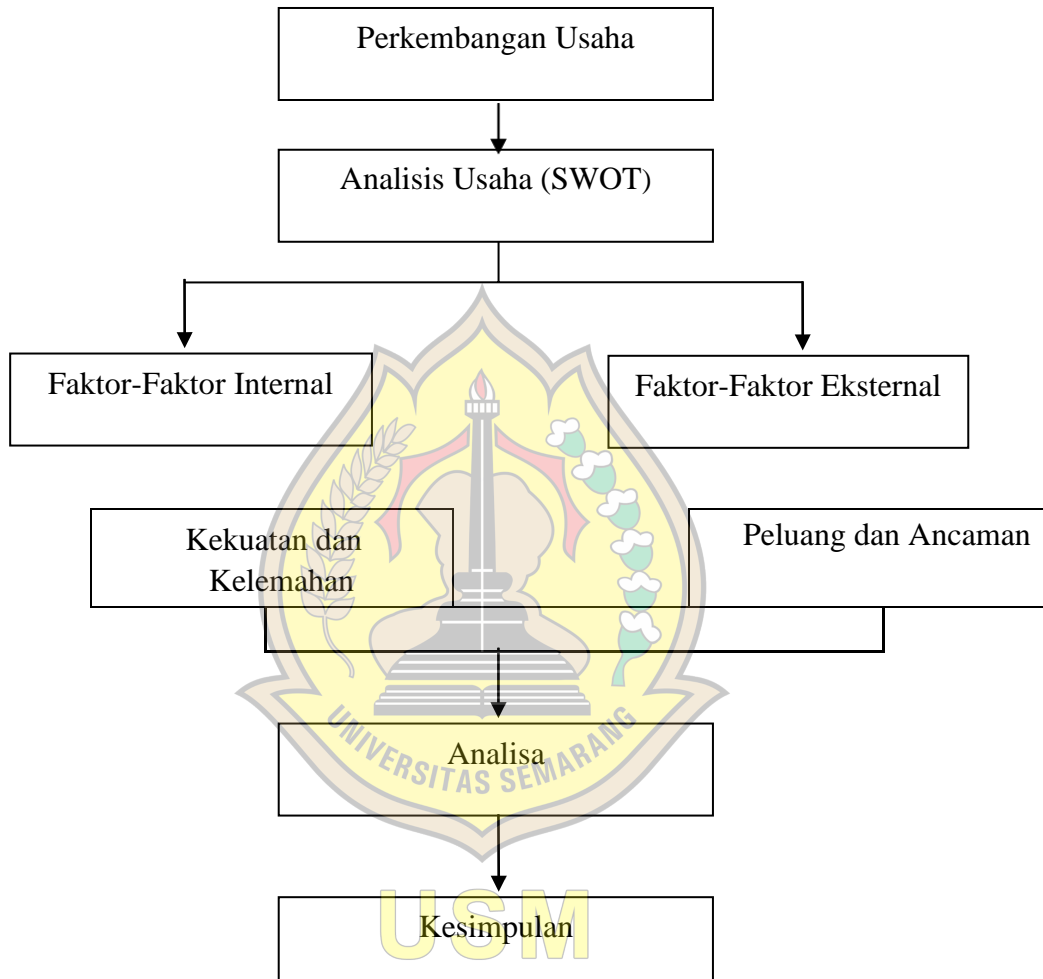 Perkembangan Usaha
Analisis Usaha (SWOT)
Faktor-Faktor Internal
Faktor-Faktor Eksternal
Kekuatan dan
Kelemahan
Peluang dan Ancaman
Analisa
UNIVERSITAS SEMARANG
Kesimpulan
USM